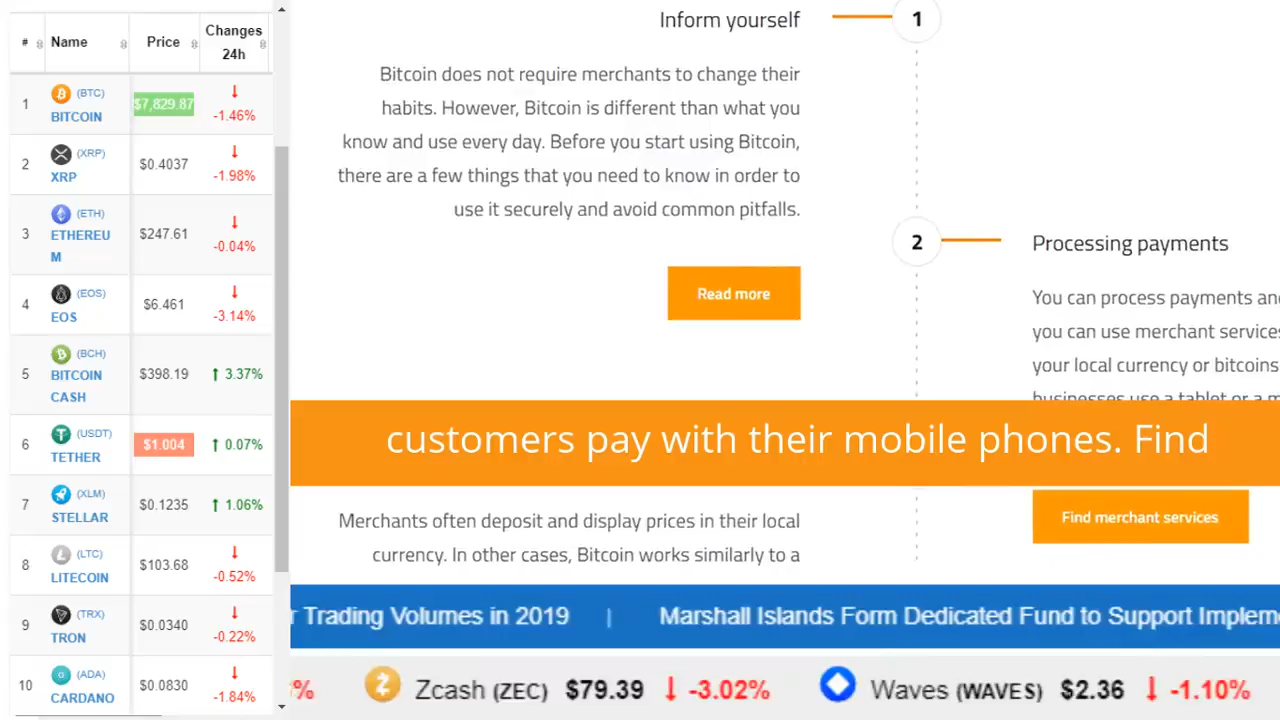 # Name Price Changes 24h
1 (BTC) BITCOIN $7,829.87 ↓ -1.46%
2 (XRP) XRP $0.4037 ↓ -1.98%
3 (ETH) ETHEREUM $247.61 ↓ -0.04%
4 (EOS) EOS $6.461 ↓ -3.14%
5 (BCH) BITCOIN CASH $398.19 ↑ 3.37%
6 (USDT) TETHER $1.004 ↑ 0.07%
7 (XLM) STELLAR $0.1235 ↑ 1.06%
8 (LTC) LITECOIN $103.68 ↓ -0.52%
9 (TRX) TRON $0.0340 ↓ -0.22%
10 (ADA) CARDANO $0.0830 ↓ -1.84%
Inform yourself
1
Bitcoin does not require merchants to change their
habits. However, Bitcoin is different than what you
know and use every day. Before you start using Bitcoin,
there are a few things that you need to know in order to
use it securely and avoid common pitfalls.
Read more
2
Processing payments
You can process payments an
you can use merchant services
your local currency or bitcoins
businesses use a tablet or a m
customers pay with their mobile phones. Find
Find merchant services
Merchants often deposit and display prices in their local
currency. In other cases, Bitcoin works similarly to a
r Trading Volumes in 2019 | Marshall Islands Form Dedicated Fund to Support Implem
% Zcash (ZEC) $79.39 ↓ -3.02% Waves (WAVES) $2.36 ↓ -1.10%